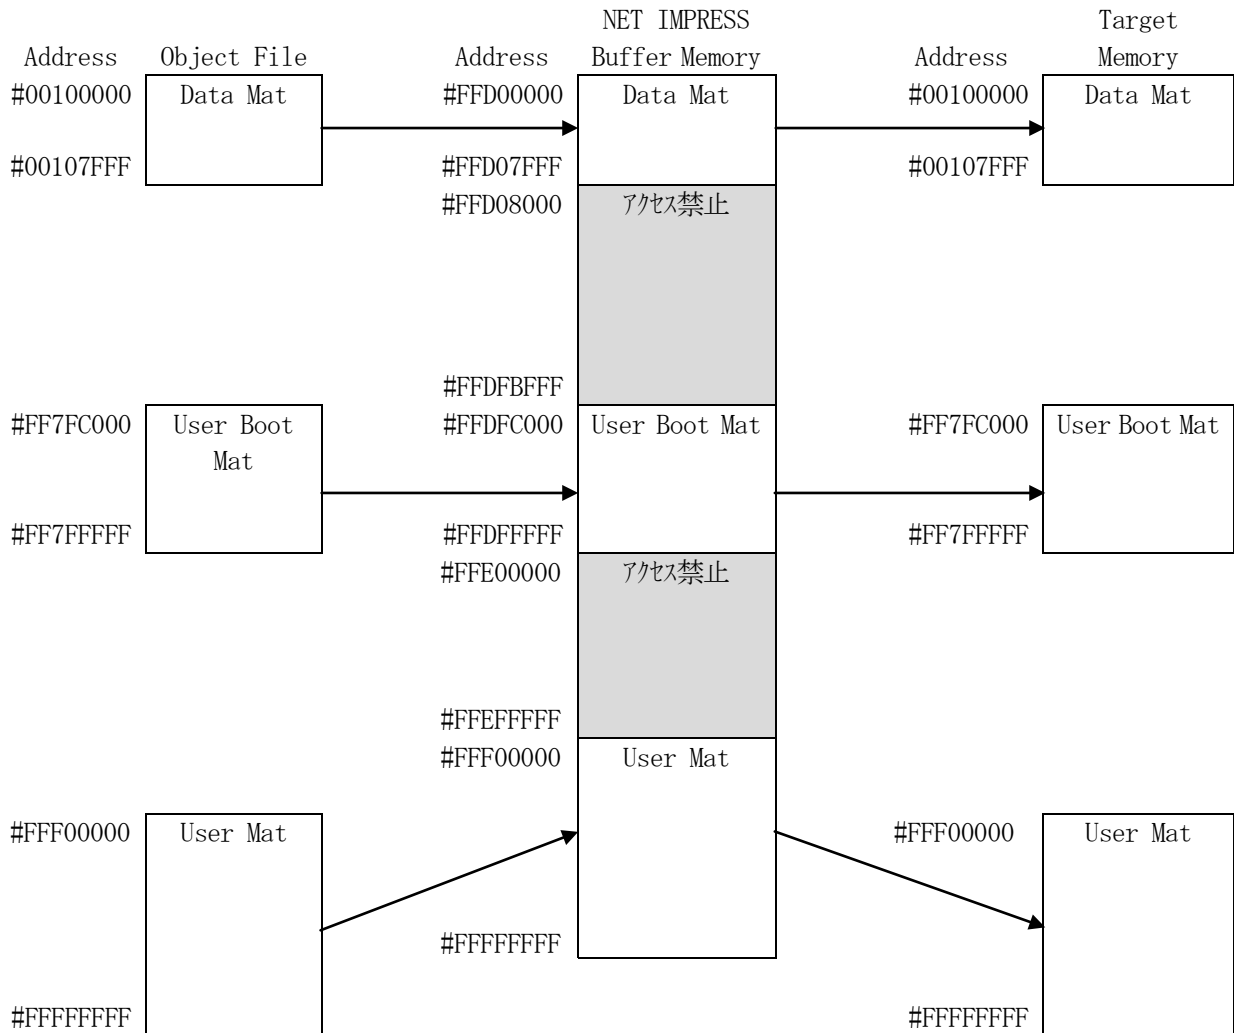 NET IMPRESS Target
Address Object File Address Buffer Memory Address Memory
#00100000 Data Mat #FFD00000 Data Mat #00100000 Data Mat
#00107FFF #FFD07FFF #00107FFF
#FFD08000 ｱｸｾｽ禁止
#FFDFBFFF
#FF7FC000 User Boot #FFDFC000 User Boot Mat #FF7FC000 User Boot Mat
Mat
#FF7FFFFF #FFDFFFFF #FF7FFFFF
#FFE00000 ｱｸｾｽ禁止
#FFEFFFFF
#FFF00000 User Mat
#FFF00000 User Mat #FFF00000 User Mat
#FFFFFFFF
#FFFFFFFF #FFFFFFFF